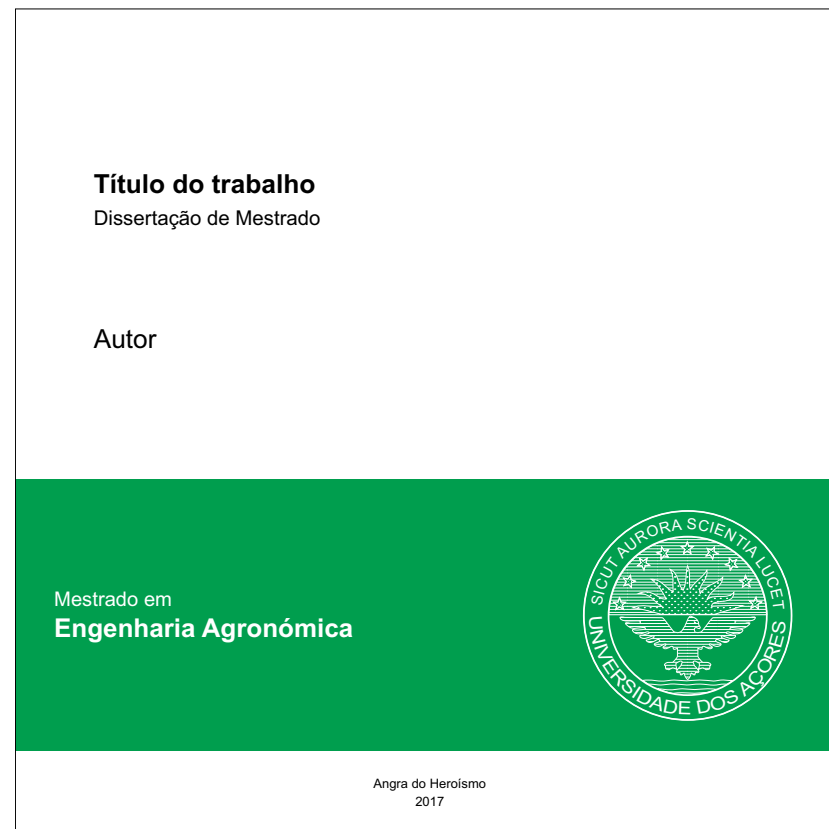 Título do trabalho
Dissertação de Mestrado
Autor
Mestrado em
Engenharia Agronómica
SICUT AURORA SCIENTIA LUCET
UNIVERSIDADE DOS AÇORES
Angra do Heroísmo
2017